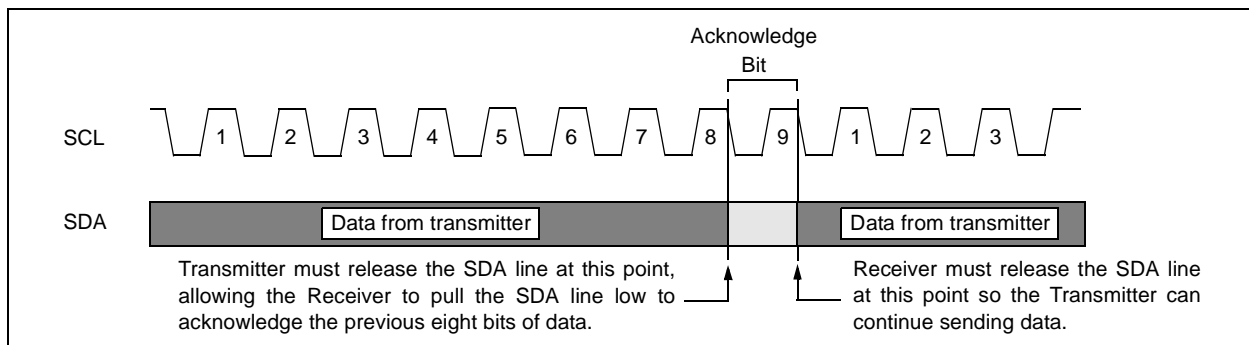 Acknowledge
Bit
SCL
1 2 3 4 5 6 7 8 9 1 2 3
SDA
Data from transmitter
Data from transmitter
Transmitter must release the SDA line at this point,
allowing the Receiver to pull the SDA line low to
acknowledge the previous eight bits of data.
Receiver must release the SDA line
at this point so the Transmitter can
continue sending data.